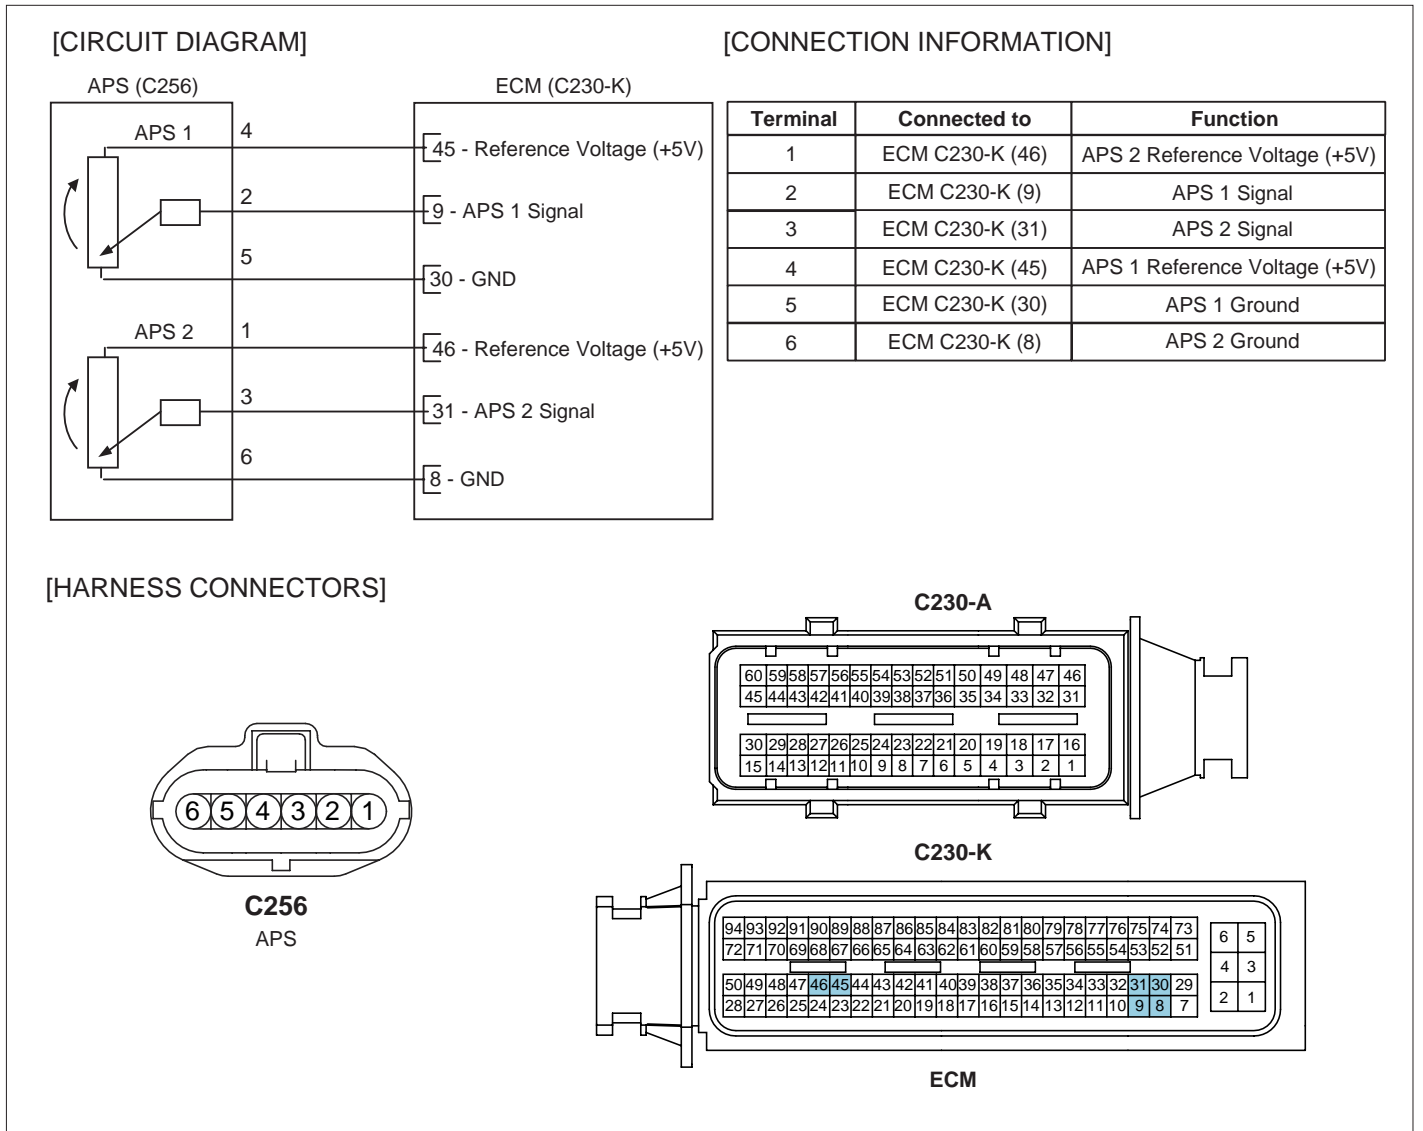 [CIRCUIT DIAGRAM]
APS (C256)
ECM (C230-K)
APS 1
4
45 - Reference Voltage (+5V)
2
9 - APS 1 Signal
5
30 - GND
APS 2
1
46 - Reference Voltage (+5V)
3
31 - APS 2 Signal
6
8 - GND
[CONNECTION INFORMATION]
Terminal Connected to Function
1 ECM C230-K (46) APS 2 Reference Voltage (+5V)
2 ECM C230-K (9) APS 1 Signal
3 ECM C230-K (31) APS 2 Signal
4 ECM C230-K (45) APS 1 Reference Voltage (+5V)
5 ECM C230-K (30) APS 1 Ground
6 ECM C230-K (8) APS 2 Ground
[HARNESS CONNECTORS]
6 5 4 3 2 1
C256
APS
C230-A
60 59 58 57 56 55 54 53 52 51 50 49 48 47 46
45 44 43 42 41 40 39 38 37 36 35 34 33 32 31
30 29 28 27 26 25 24 23 22 21 20 19 18 17 16
15 14 13 12 11 10 9 8 7 6 5 4 3 2 1
C230-K
94 93 92 91 90 89 88 87 86 85 84 83 82 81 80 79 78 77 76 75 74 73
72 71 70 69 68 67 66 65 64 63 62 61 60 59 58 57 56 55 54 53 52 51
50 49 48 47 46 45 44 43 42 41 40 39 38 37 36 35 34 33 32 31 30 29
28 27 26 25 24 23 22 21 20 19 18 17 16 15 14 13 12 11 10 9 8 7
6 5
4 3
2 1
ECM